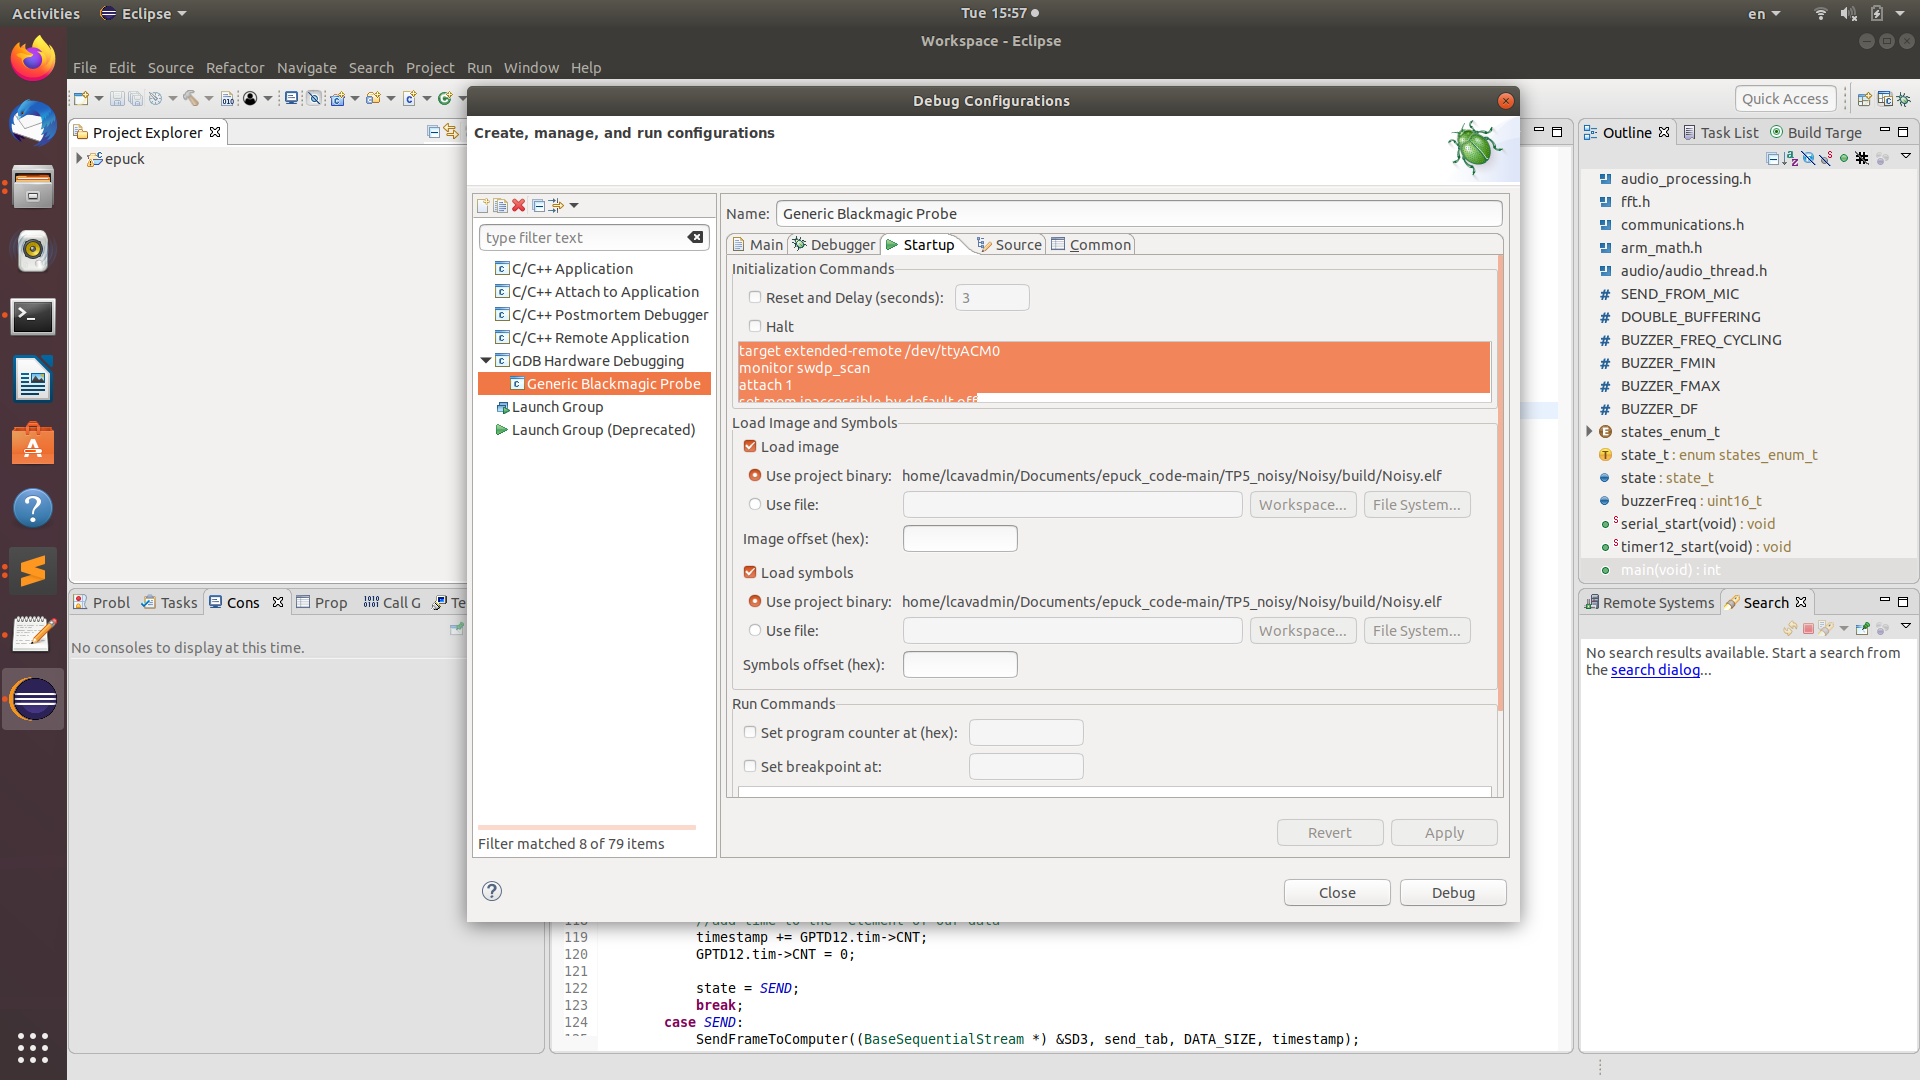 Activities
Eclipse
Tue 15:57
en
Workspace - Eclipse
File Edit Source Refactor Navigate Search Project Run Window Help
Quick Access
Project Explorer
epuck
Debug Configurations
Create, manage, and run configurations
type filter text
C/C++ Application
C/C++ Attach to Application
C/C++ Postmortem Debugger
C/C++ Remote Application
GDB Hardware Debugging
Generic Blackmagic Probe
Launch Group
Launch Group (Deprecated)
Filter matched 8 of 79 items
Name: Generic Blackmagic Probe
Main Debugger Startup Source Common
Initialization Commands
Reset and Delay (seconds): 3
Halt
target extended-remote /dev/ttyACM0
monitor swdp_scan
attach 1
set mem inaccessible-by-default off
Load Image and Symbols
Load image
Use project binary: home/lcavadmin/Documents/epuck_code-main/TP5_noisy/Noisy/build/Noisy.elf
Use file: Workspace... File System...
Image offset (hex):
Load symbols
Use project binary: home/lcavadmin/Documents/epuck_code-main/TP5_noisy/Noisy/build/Noisy.elf
Use file: Workspace... File System...
Symbols offset (hex):
Run Commands
Set program counter at (hex):
Set breakpoint at:
Revert Apply
Close Debug
Outline Task List Build Targe
audio_processing.h
fft.h
communications.h
arm_math.h
audio/audio_thread.h
SEND_FROM_MIC
DOUBLE_BUFFERING
BUZZER_FREQ_CYCLING
BUZZER_FMIN
BUZZER_FMAX
BUZZER_DF
states_enum_t
state_t : enum states_enum_t
state : state_t
buzzerFreq : uint16_t
serial_start(void) : void
timer12_start(void) : void
main(void) : int
Probl Tasks Cons Prop Call G Te
No consoles to display at this time.
Remote Systems Search
No search results available. Start a search from
the search dialog...
119 timestamp += GPTD12.tim->CNT;
120 GPTD12.tim->CNT = 0;
121
122 state = SEND;
123 break;
124 case SEND:
SendFrameToComputer((BaseSequentialStream *) &SD3, send_tab, DATA_SIZE, timestamp);